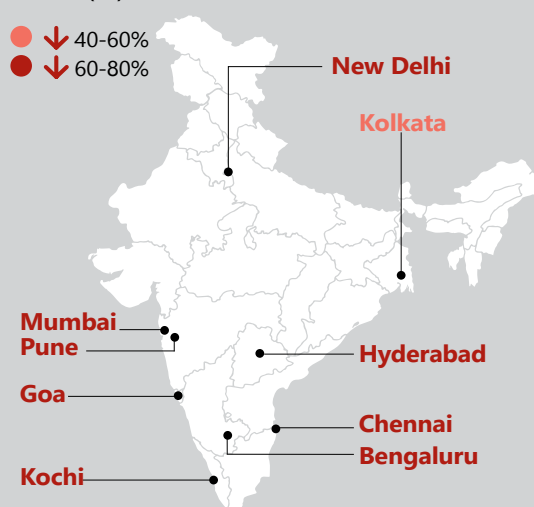 40-60%
60-80%
New Delhi
Kolkata
Mumbai
Pune
Hyderabad
Goa
Chennai
Bengaluru
Kochi